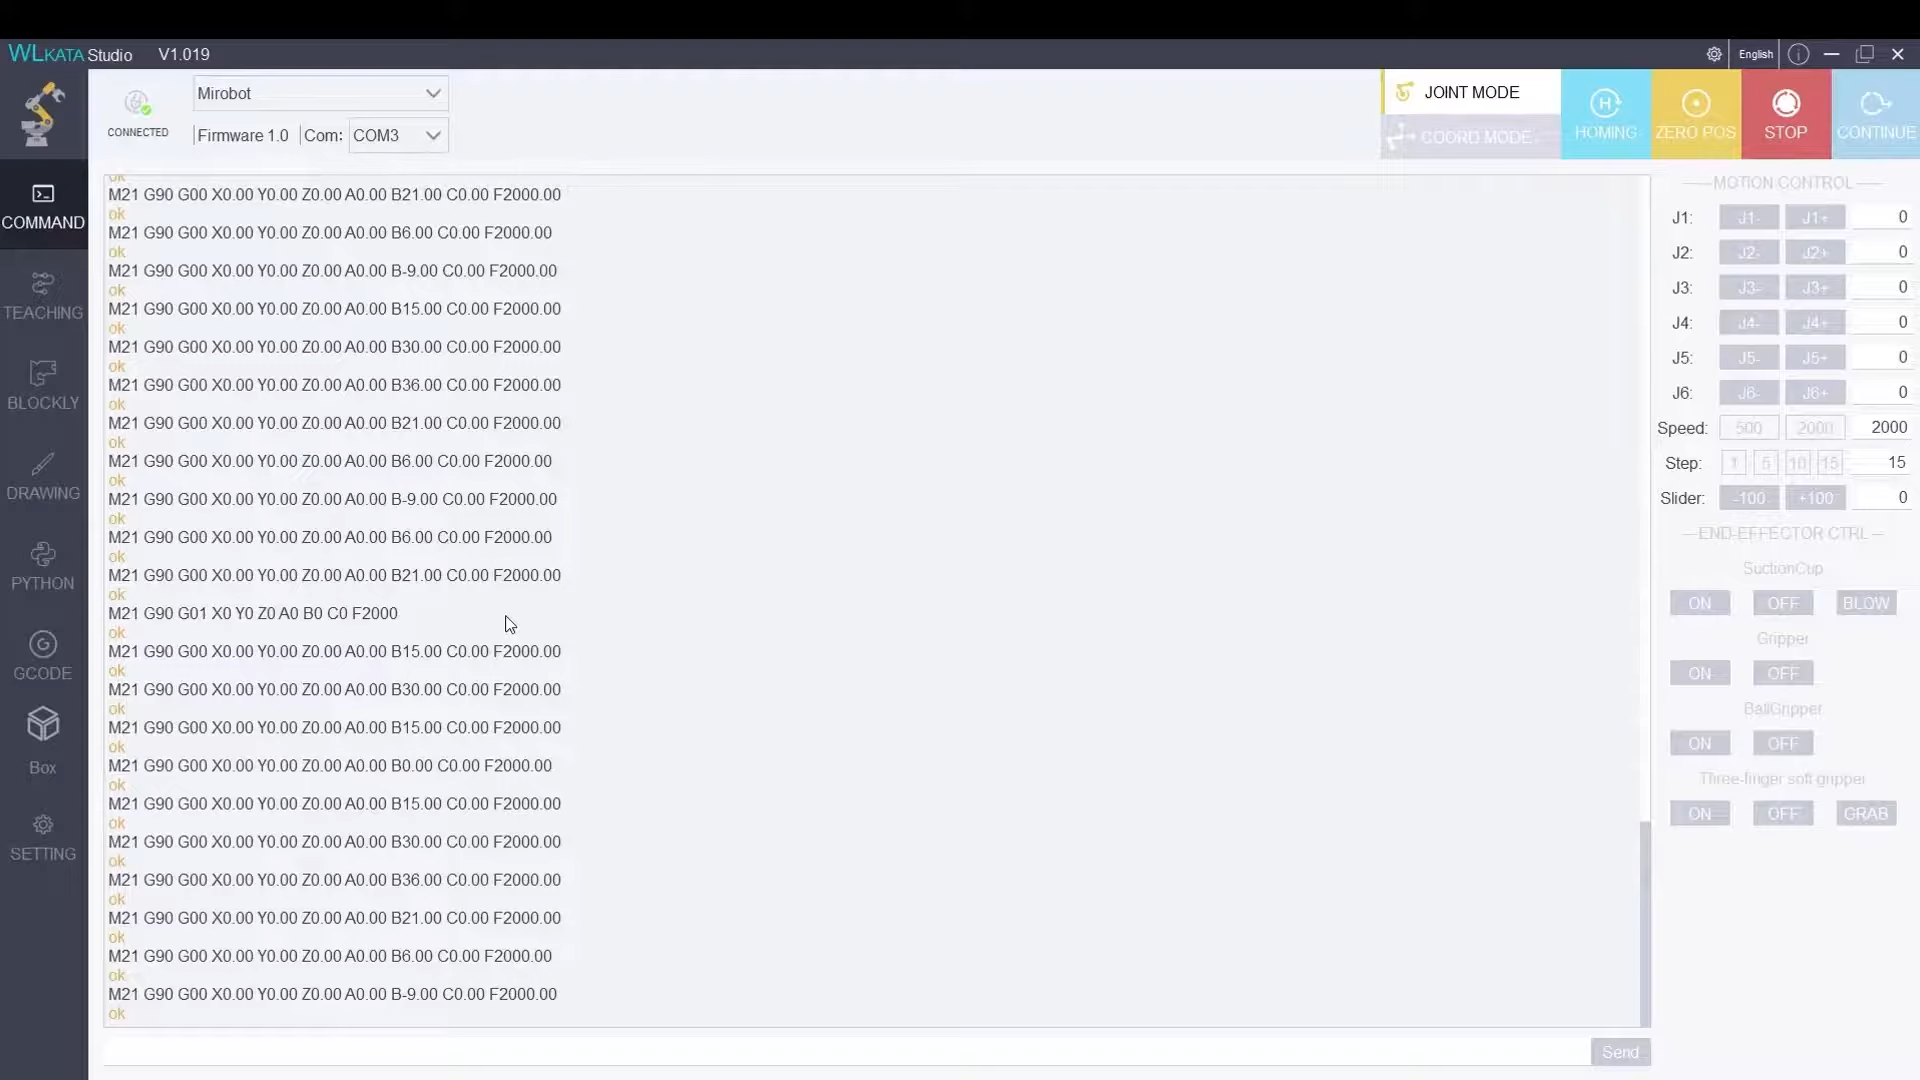 WLKATA Studio V1.019
English
CONNECTED
Mirobot
Firmware 1.0 Com: COM3
JOINT MODE
COORD MODE
HOMING
ZERO POS
STOP
CONTINUE
COMMAND
TEACHING
BLOCKLY
DRAWING
PYTHON
GCODE
Box
SETTING
ok
M21 G90 G00 X0.00 Y0.00 Z0.00 A0.00 B21.00 C0.00 F2000.00
ok
M21 G90 G00 X0.00 Y0.00 Z0.00 A0.00 B6.00 C0.00 F2000.00
ok
M21 G90 G00 X0.00 Y0.00 Z0.00 A0.00 B-9.00 C0.00 F2000.00
ok
M21 G90 G00 X0.00 Y0.00 Z0.00 A0.00 B15.00 C0.00 F2000.00
ok
M21 G90 G00 X0.00 Y0.00 Z0.00 A0.00 B30.00 C0.00 F2000.00
ok
M21 G90 G00 X0.00 Y0.00 Z0.00 A0.00 B36.00 C0.00 F2000.00
ok
M21 G90 G00 X0.00 Y0.00 Z0.00 A0.00 B21.00 C0.00 F2000.00
ok
M21 G90 G00 X0.00 Y0.00 Z0.00 A0.00 B6.00 C0.00 F2000.00
ok
M21 G90 G00 X0.00 Y0.00 Z0.00 A0.00 B-9.00 C0.00 F2000.00
ok
M21 G90 G00 X0.00 Y0.00 Z0.00 A0.00 B6.00 C0.00 F2000.00
ok
M21 G90 G00 X0.00 Y0.00 Z0.00 A0.00 B21.00 C0.00 F2000.00
ok
M21 G90 G01 X0 Y0 Z0 A0 B0 C0 F2000
ok
M21 G90 G00 X0.00 Y0.00 Z0.00 A0.00 B15.00 C0.00 F2000.00
ok
M21 G90 G00 X0.00 Y0.00 Z0.00 A0.00 B30.00 C0.00 F2000.00
ok
M21 G90 G00 X0.00 Y0.00 Z0.00 A0.00 B15.00 C0.00 F2000.00
ok
M21 G90 G00 X0.00 Y0.00 Z0.00 A0.00 B0.00 C0.00 F2000.00
ok
M21 G90 G00 X0.00 Y0.00 Z0.00 A0.00 B15.00 C0.00 F2000.00
ok
M21 G90 G00 X0.00 Y0.00 Z0.00 A0.00 B30.00 C0.00 F2000.00
ok
M21 G90 G00 X0.00 Y0.00 Z0.00 A0.00 B36.00 C0.00 F2000.00
ok
M21 G90 G00 X0.00 Y0.00 Z0.00 A0.00 B21.00 C0.00 F2000.00
ok
M21 G90 G00 X0.00 Y0.00 Z0.00 A0.00 B6.00 C0.00 F2000.00
ok
M21 G90 G00 X0.00 Y0.00 Z0.00 A0.00 B-9.00 C0.00 F2000.00
ok
Send
MOTION CONTROL
J1: J1- J1+ 0
J2: J2- J2+ 0
J3: J3- J3+ 0
J4: J4- J4+ 0
J5: J5- J5+ 0
J6: J6- J6+ 0
Speed: 500 2000 2000
Step: 1 5 10 15 15
Slider: -100 +100 0
END-EFFECTOR CTRL
SuctionCup
ON OFF BLOW
Gripper
ON OFF
BallGripper
ON OFF
Three-finger soft gripper
ON OFF GRAB